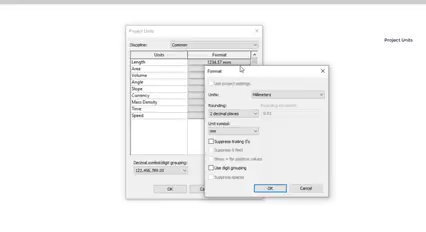 Project Units
Project Units
Discipline:
Common
Units
Format
Length
1234.57 mm
Area
Volume
Angle
Slope
Currency
Mass Density
Time
Speed
Decimal symbol/digit grouping:
123,456,789.00
OK
Format
Use project settings
Units:
Millimeters
Rounding:
Rounding increment:
2 decimal places
0.01
Unit symbol:
mm
Suppress trailing 0's
Suppress 0 feet
Show + for positive values
Use digit grouping
Suppress spaces
OK
Cancel